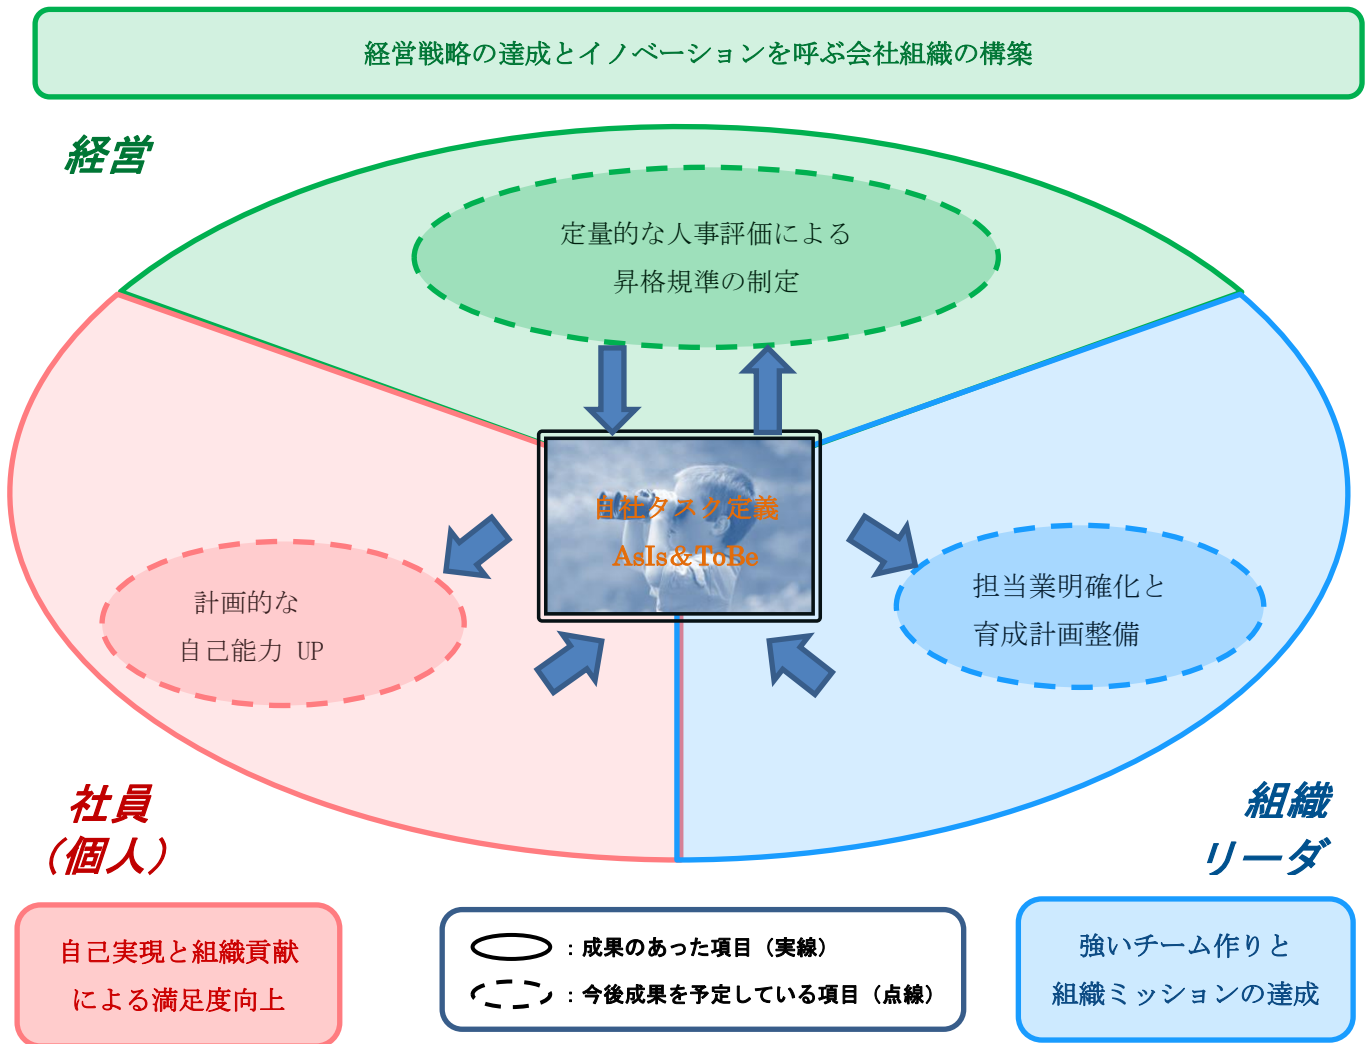 経営戦略の達成とイノベーションを呼ぶ会社組織の構築
経営
定量的な人事評価による
昇格規準の制定
自社タスク定義
AsIs&ToBe
計画的な
自己能力 UP
担当業明確化と
育成計画整備
社員
（個人）
組織
リーダ
自己実現と組織貢献
による満足度向上
：成果のあった項目（実線）
：今後成果を予定している項目（点線）
強いチーム作りと
組織ミッションの達成